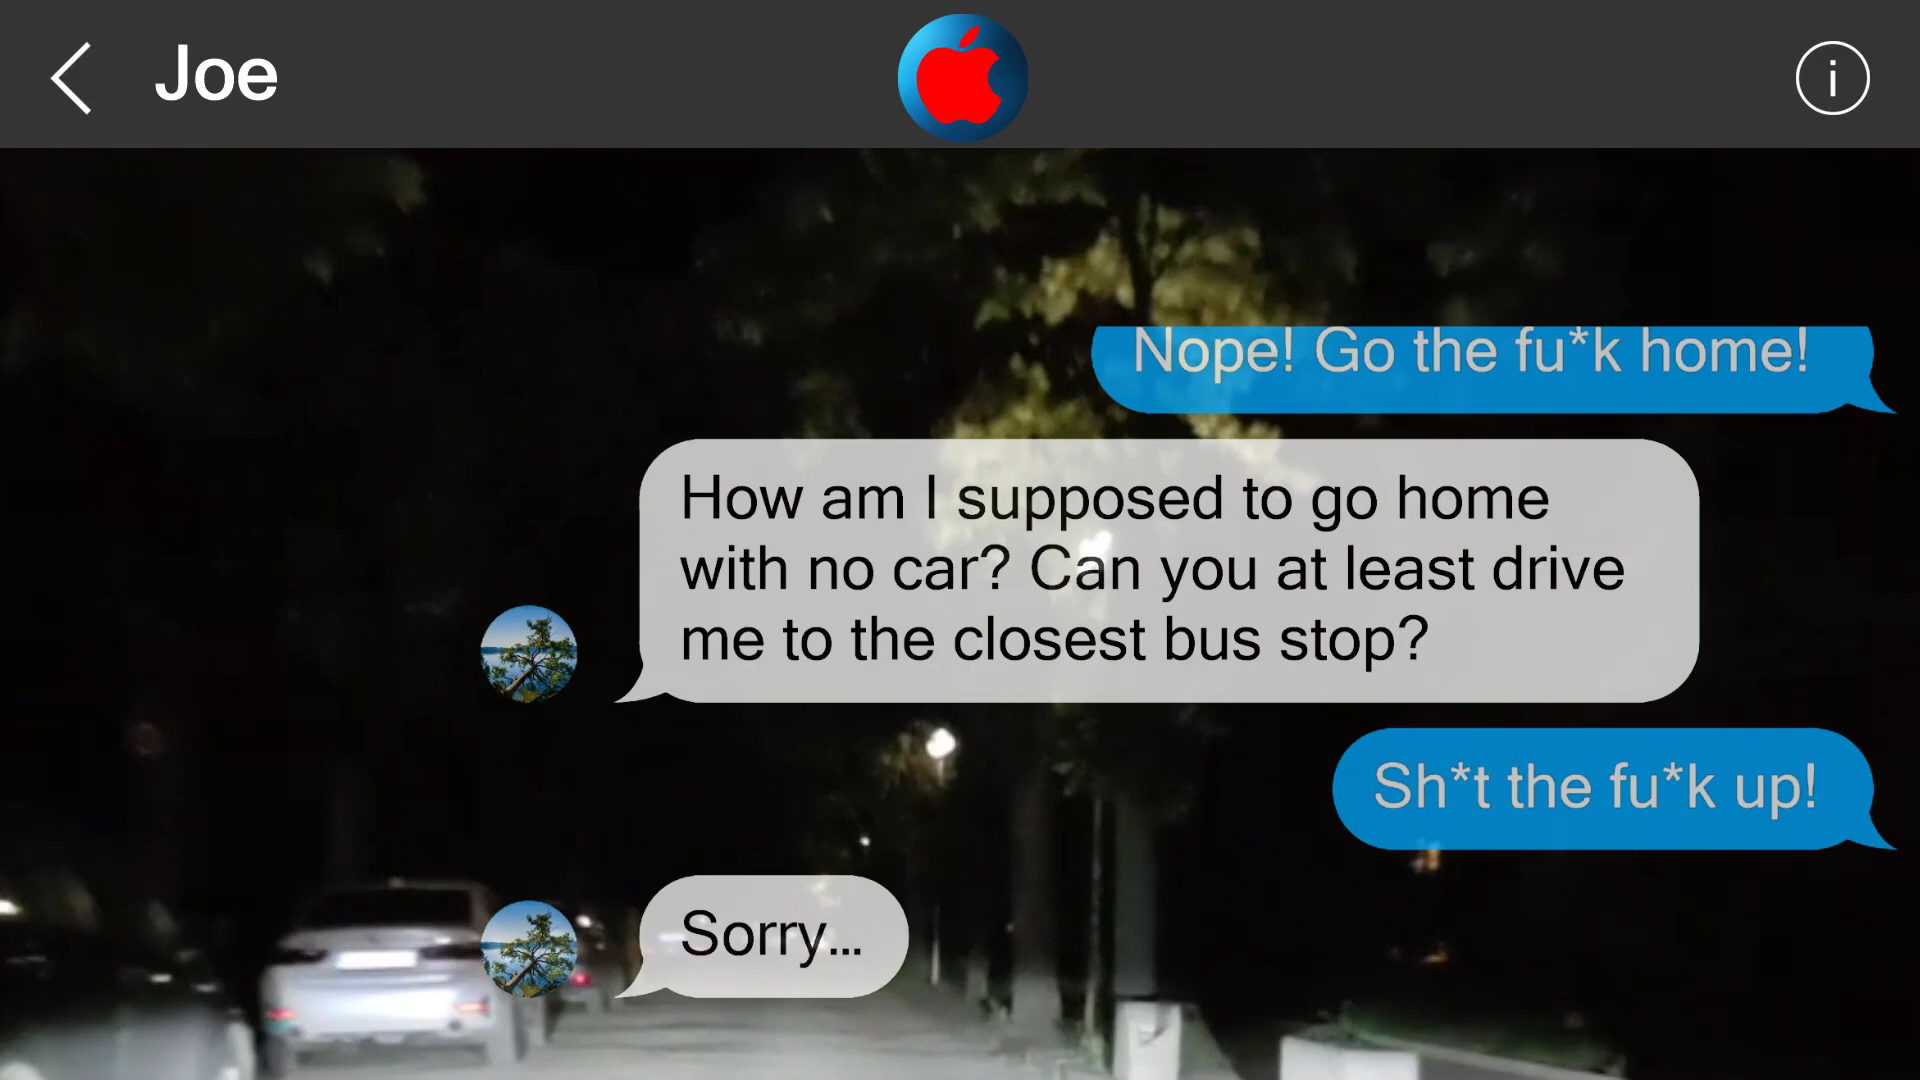 Joe
i
Nope! Go the fu*k home!
How am I supposed to go home
with no car? Can you at least drive
me to the closest bus stop?
Sh*t the fu*k up!
Sorry...